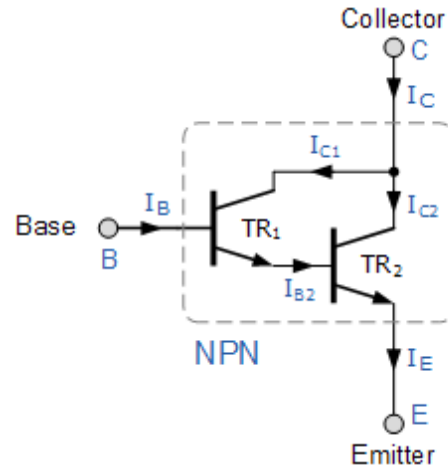 Collector
C
I_C
I_C1
I_C2
Base
I_B
B
TR₁
I_B2
TR₂
NPN
I_E
E
Emitter